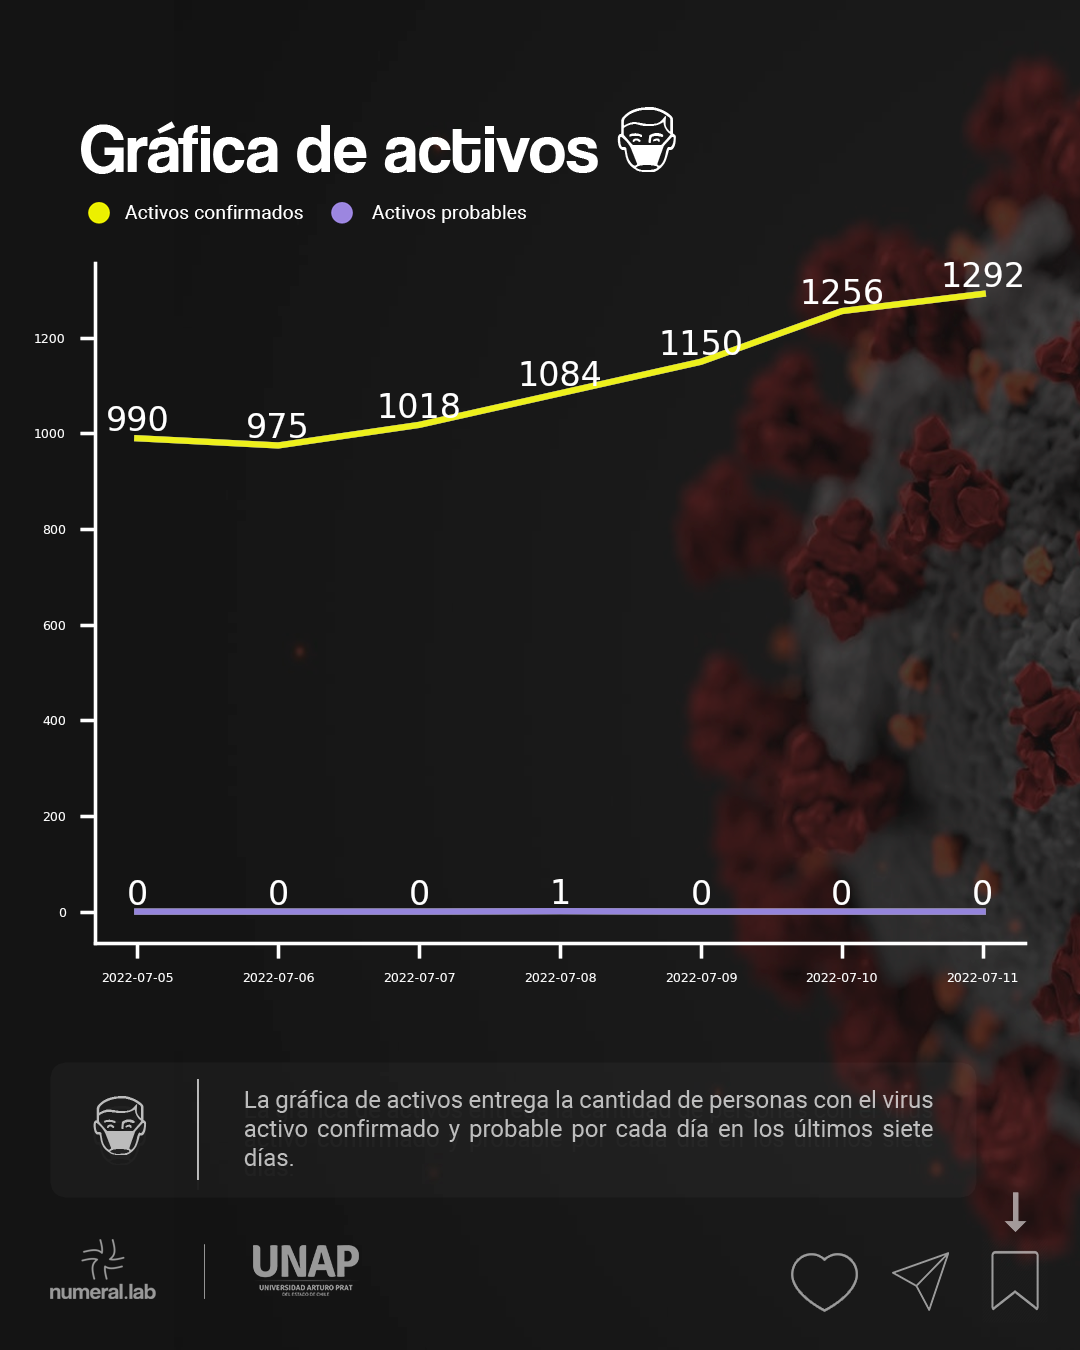 Gráfica de activos
Activos confirmados Activos probables
1292
1256
1200
1150
1084
1018
990 975
1000
800
600
400
200
0 0 0 1 0 0 0
0
2022-07-05 2022-07-06 2022-07-07 2022-07-08 2022-07-09 2022-07-10 2022-07-11
La gráfica de activos entrega la cantidad de personas con el virus
activo confirmado y probable por cada día en los últimos siete
días.
numeral.lab
UNAP
UNIVERSIDAD ARTURO PRAT
DEL ESTADO DE CHILE